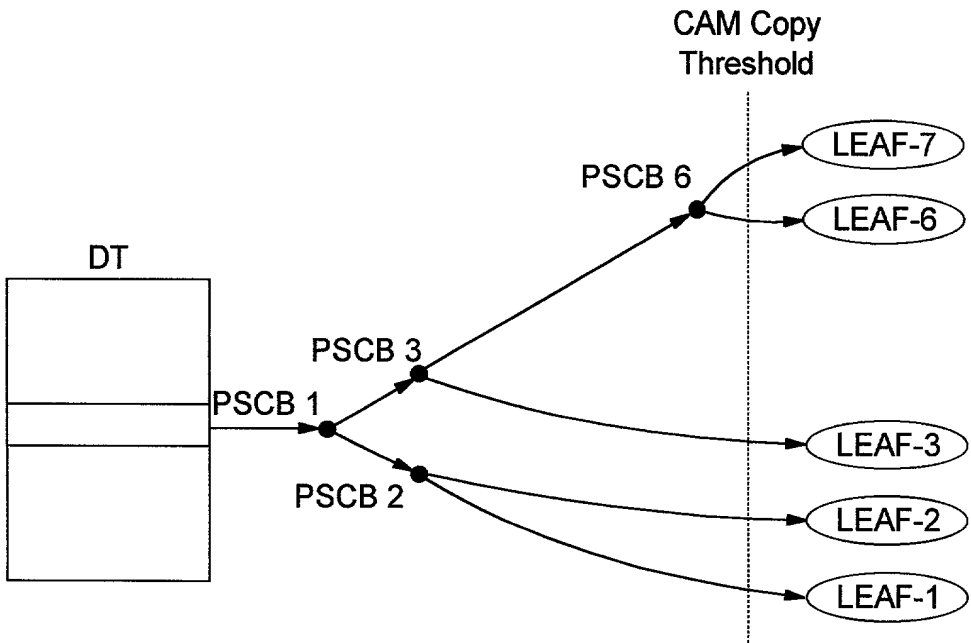 CAM Copy
Threshold
LEAF-7
PSCB 6
LEAF-6
DT
PSCB 3
PSCB 1
LEAF-3
PSCB 2
LEAF-2
LEAF-1